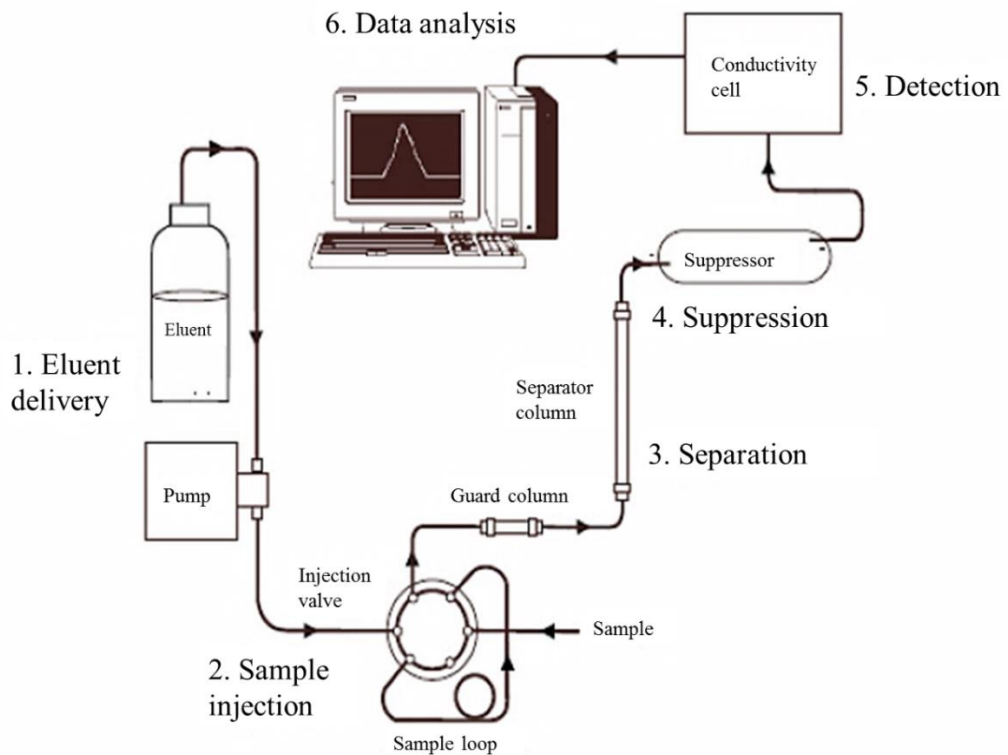 6. Data analysis
Conductivity
cell
5. Detection
Suppressor
4. Suppression
Eluent
1. Eluent
delivery
Separator
column
3. Separation
Pump
Guard column
Injection
valve
Sample
2. Sample
injection
Sample loop